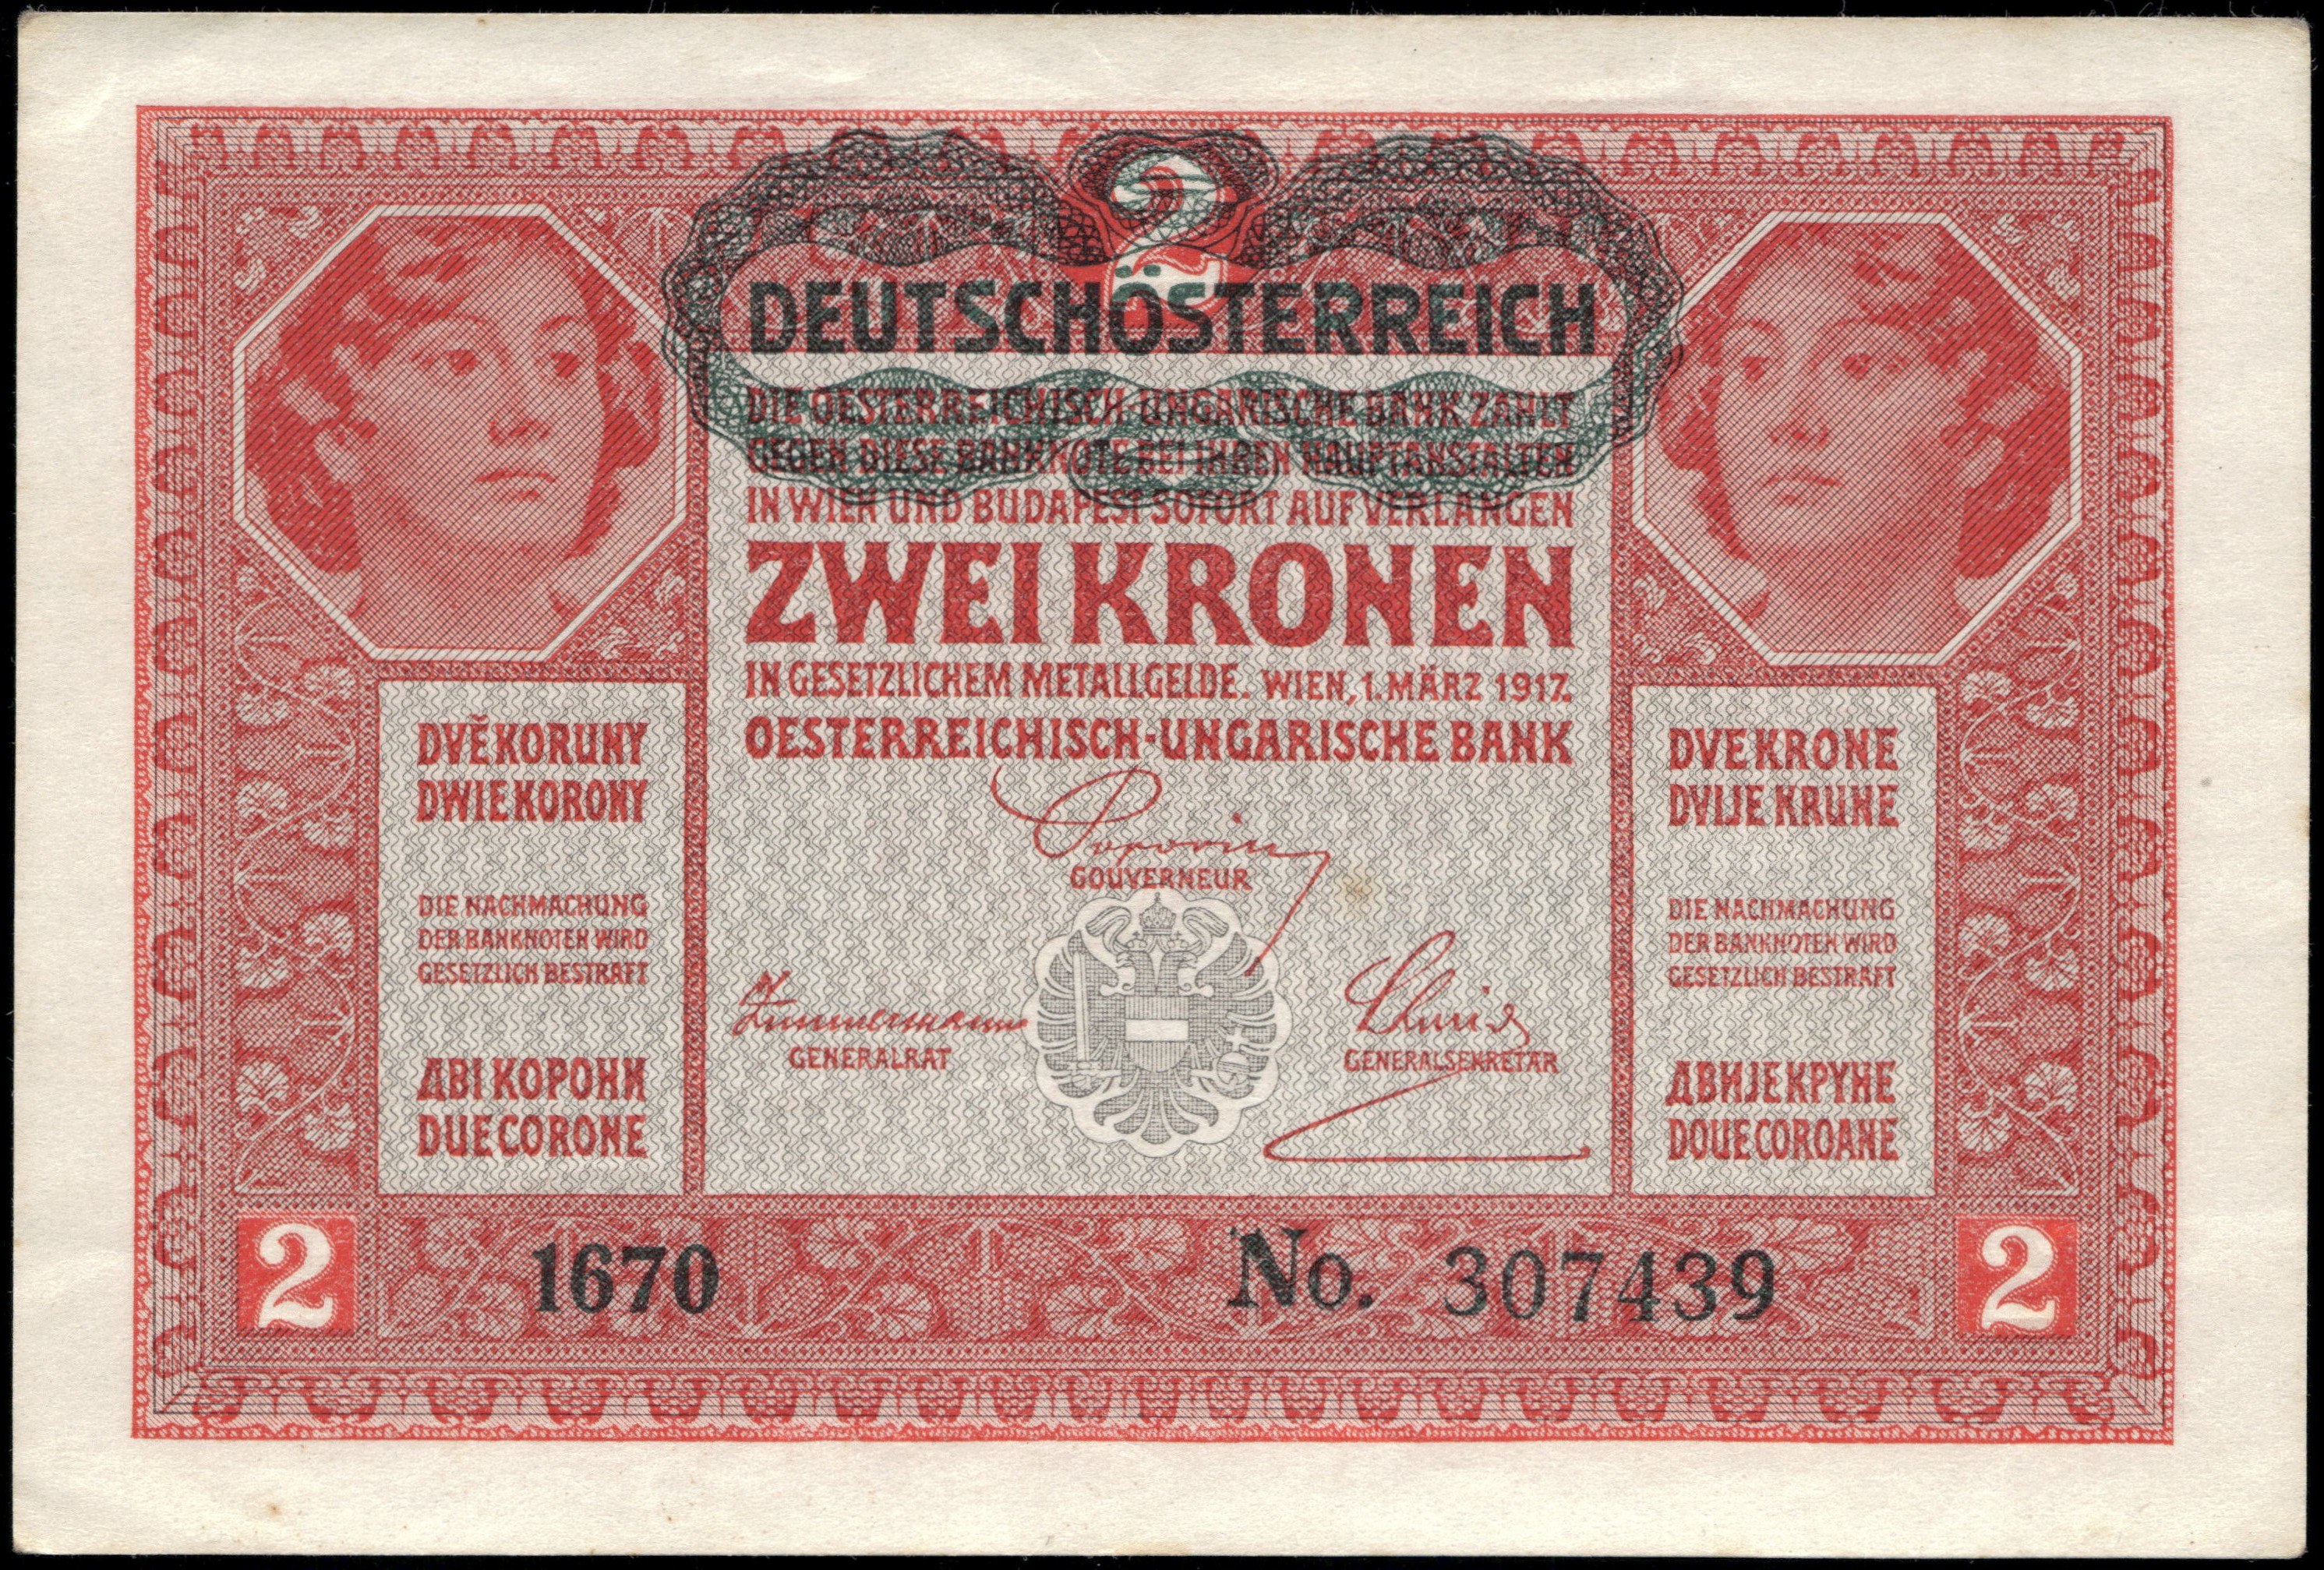 2
DEUTSCHÖSTERREICH
DIE OESTERREICHISCH-UNGARISCHE BANK ZAHLT
GEGEN DIESE BANKNOTE BEI IHREN HAUPTANSTALTEN
IN WIEN UND BUDAPEST SOFORT AUF VERLANGEN
ZWEI KRONEN
IN GESETZLICHEM METALLGELDE. WIEN, 1. MÄRZ 1917.
OESTERREICHISCH-UNGARISCHE BANK
GOUVERNEUR
GENERALRAT
GENERALSEKRETÄR
DVĚ KORUNY
DWIE KORONY
DIE NACHMACHUNG
DER BANKNOTEN WIRD
GESETZLICH BESTRAFT
ДВІ КОРОНИ
DUE CORONE
DVE KRONE
DVIJE KRUNE
DIE NACHMACHUNG
DER BANKNOTEN WIRD
GESETZLICH BESTRAFT
ДВИЈЕ КРУНЕ
DOUE COROANE
2
1670
No. 307439
2